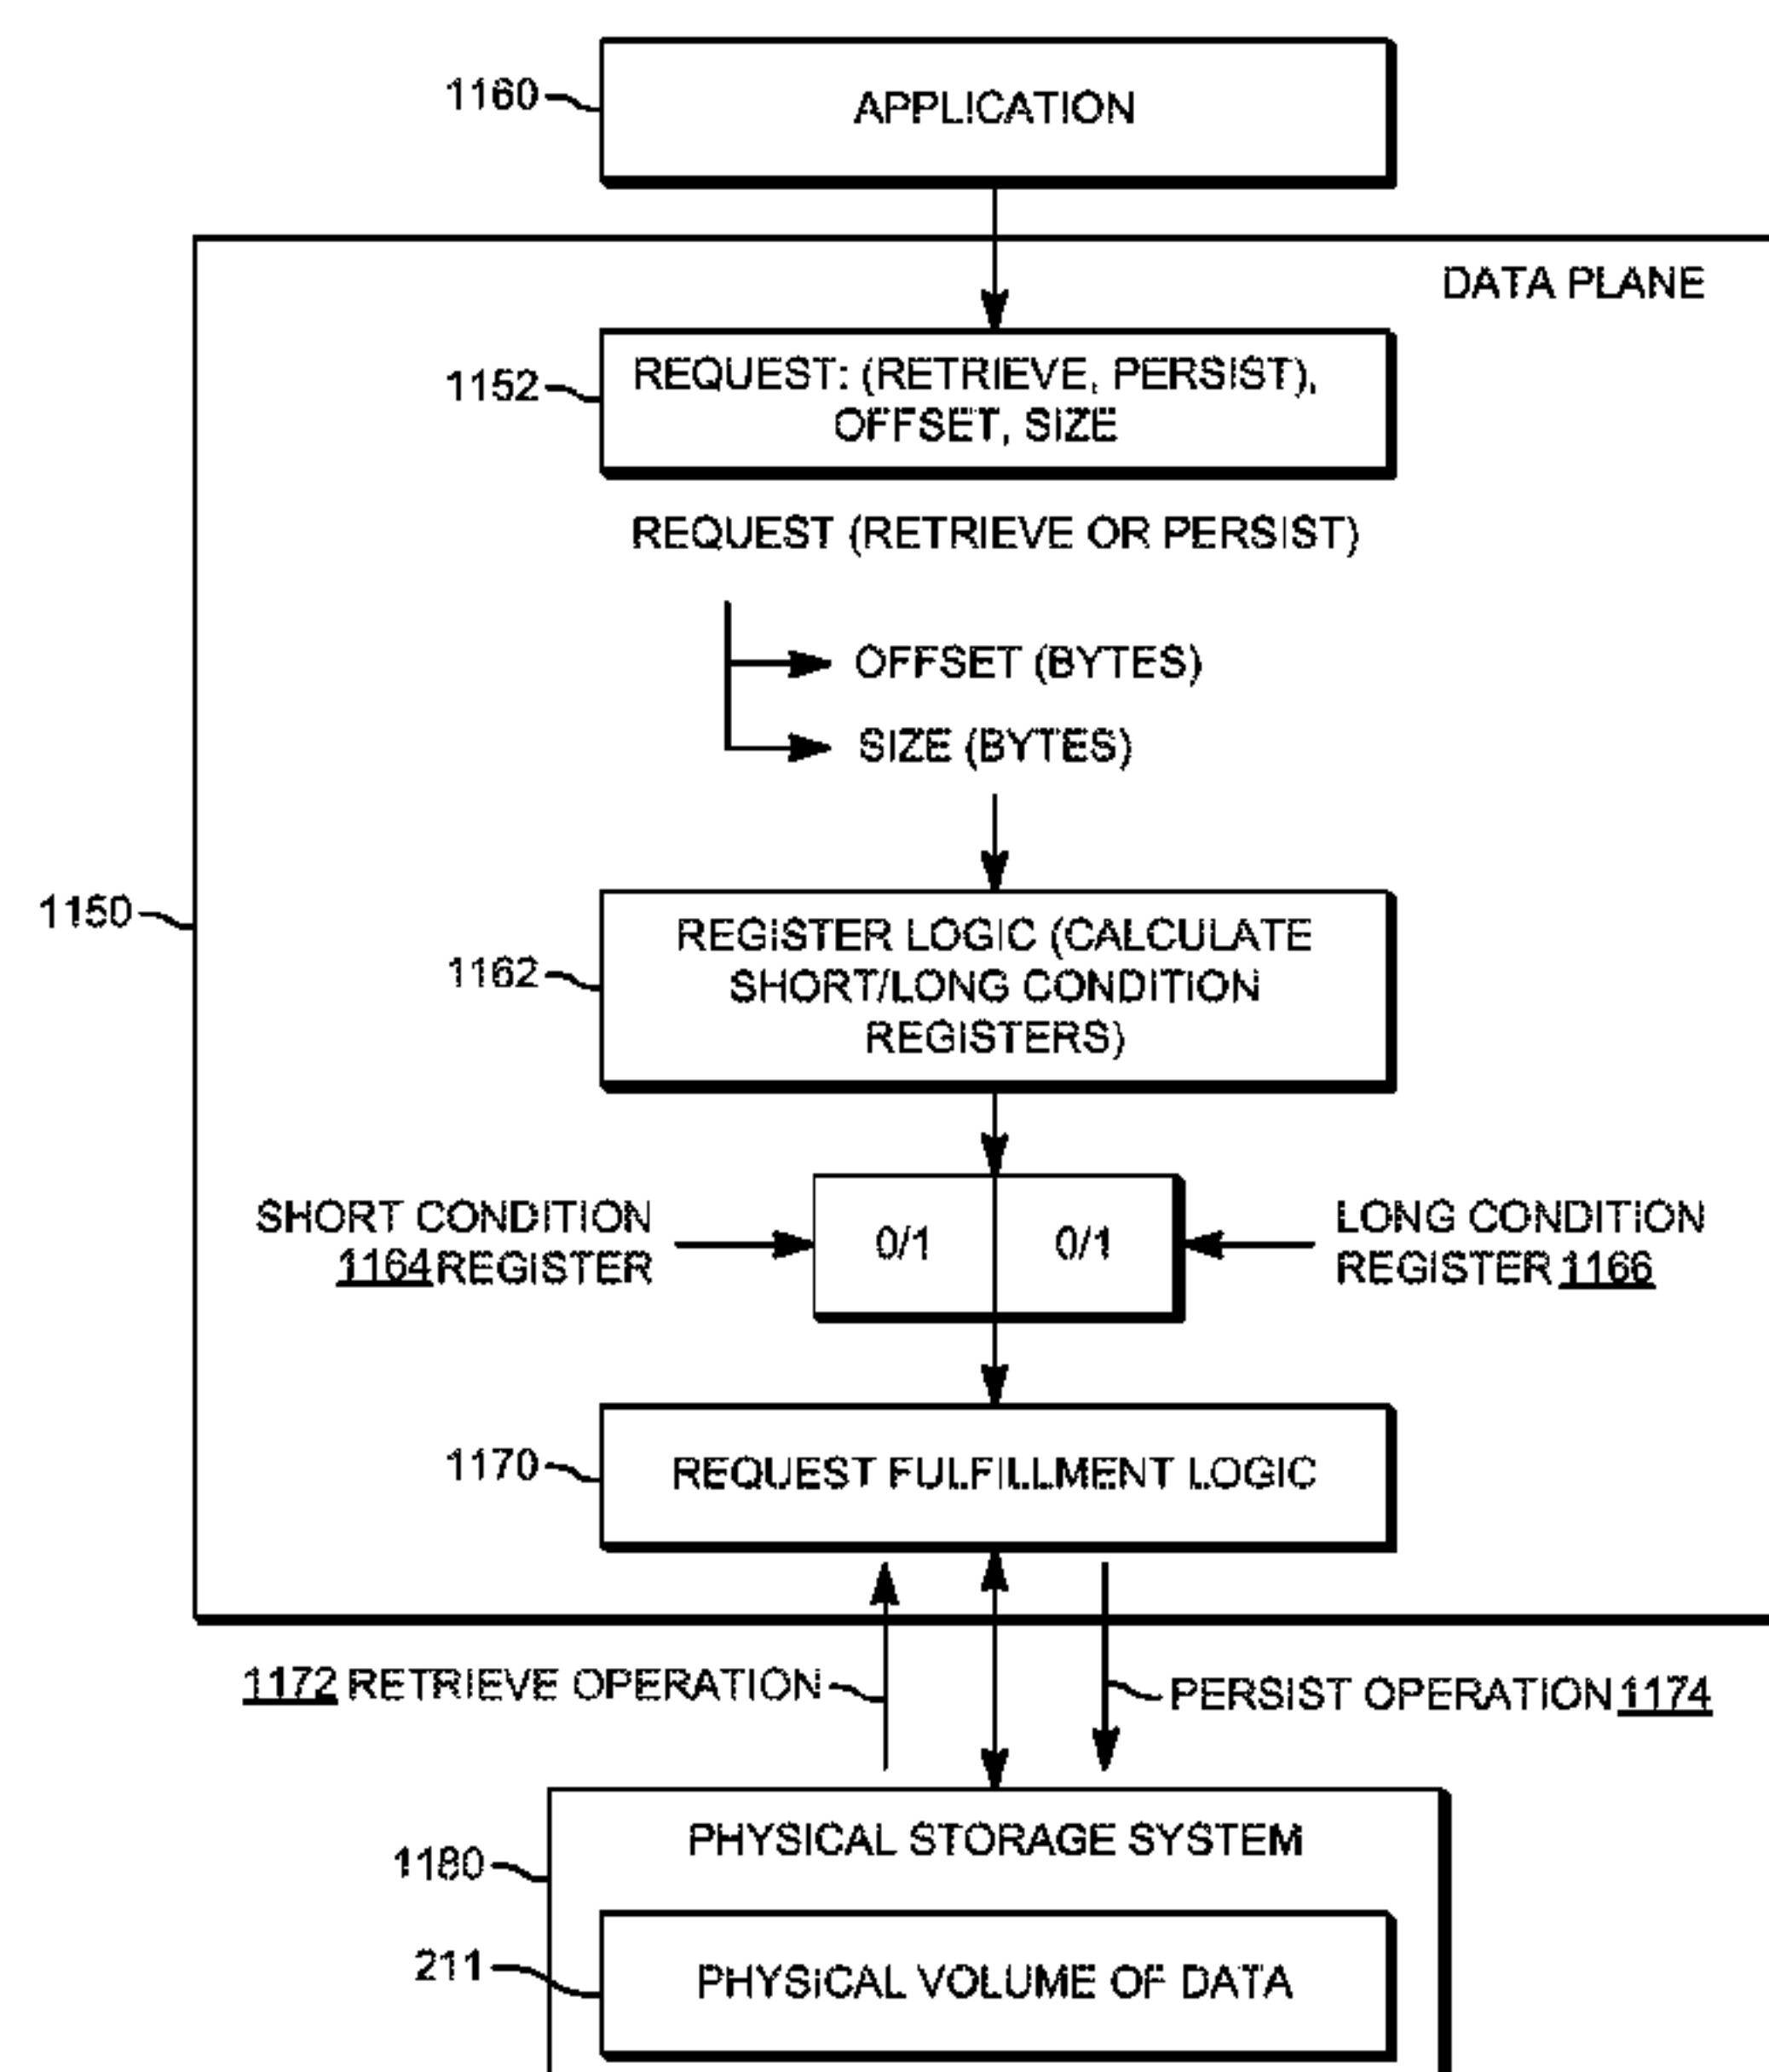 1160
APPLICATION
DATA PLANE
1152
REQUEST: (RETRIEVE, PERSIST),
OFFSET, SIZE
REQUEST (RETRIEVE OR PERSIST)
OFFSET (BYTES)
SIZE (BYTES)
1150
1162
REGISTER LOGIC (CALCULATE
SHORT/LONG CONDITION
REGISTERS)
SHORT CONDITION
1164 REGISTER
0/1
0/1
LONG CONDITION
REGISTER 1166
1170
REQUEST FULFILLMENT LOGIC
1172 RETRIEVE OPERATION
PERSIST OPERATION 1174
1180
PHYSICAL STORAGE SYSTEM
211
PHYSICAL VOLUME OF DATA